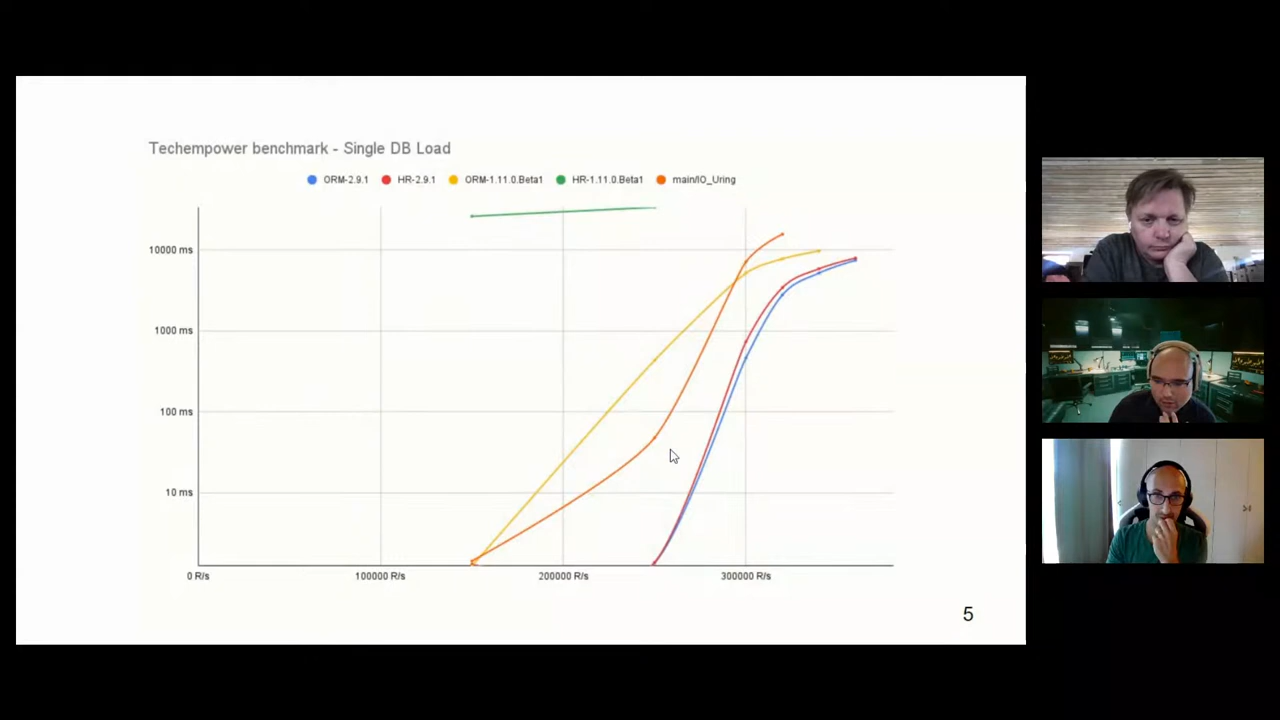 Techempower benchmark - Single DB Load
ORM-2.9.1 HR-2.9.1 ORM-1.11.0.Beta1 HR-1.11.0.Beta1 main/IO_Uring
10000 ms
1000 ms
100 ms
10 ms
0 R/s 100000 R/s 200000 R/s 300000 R/s
5